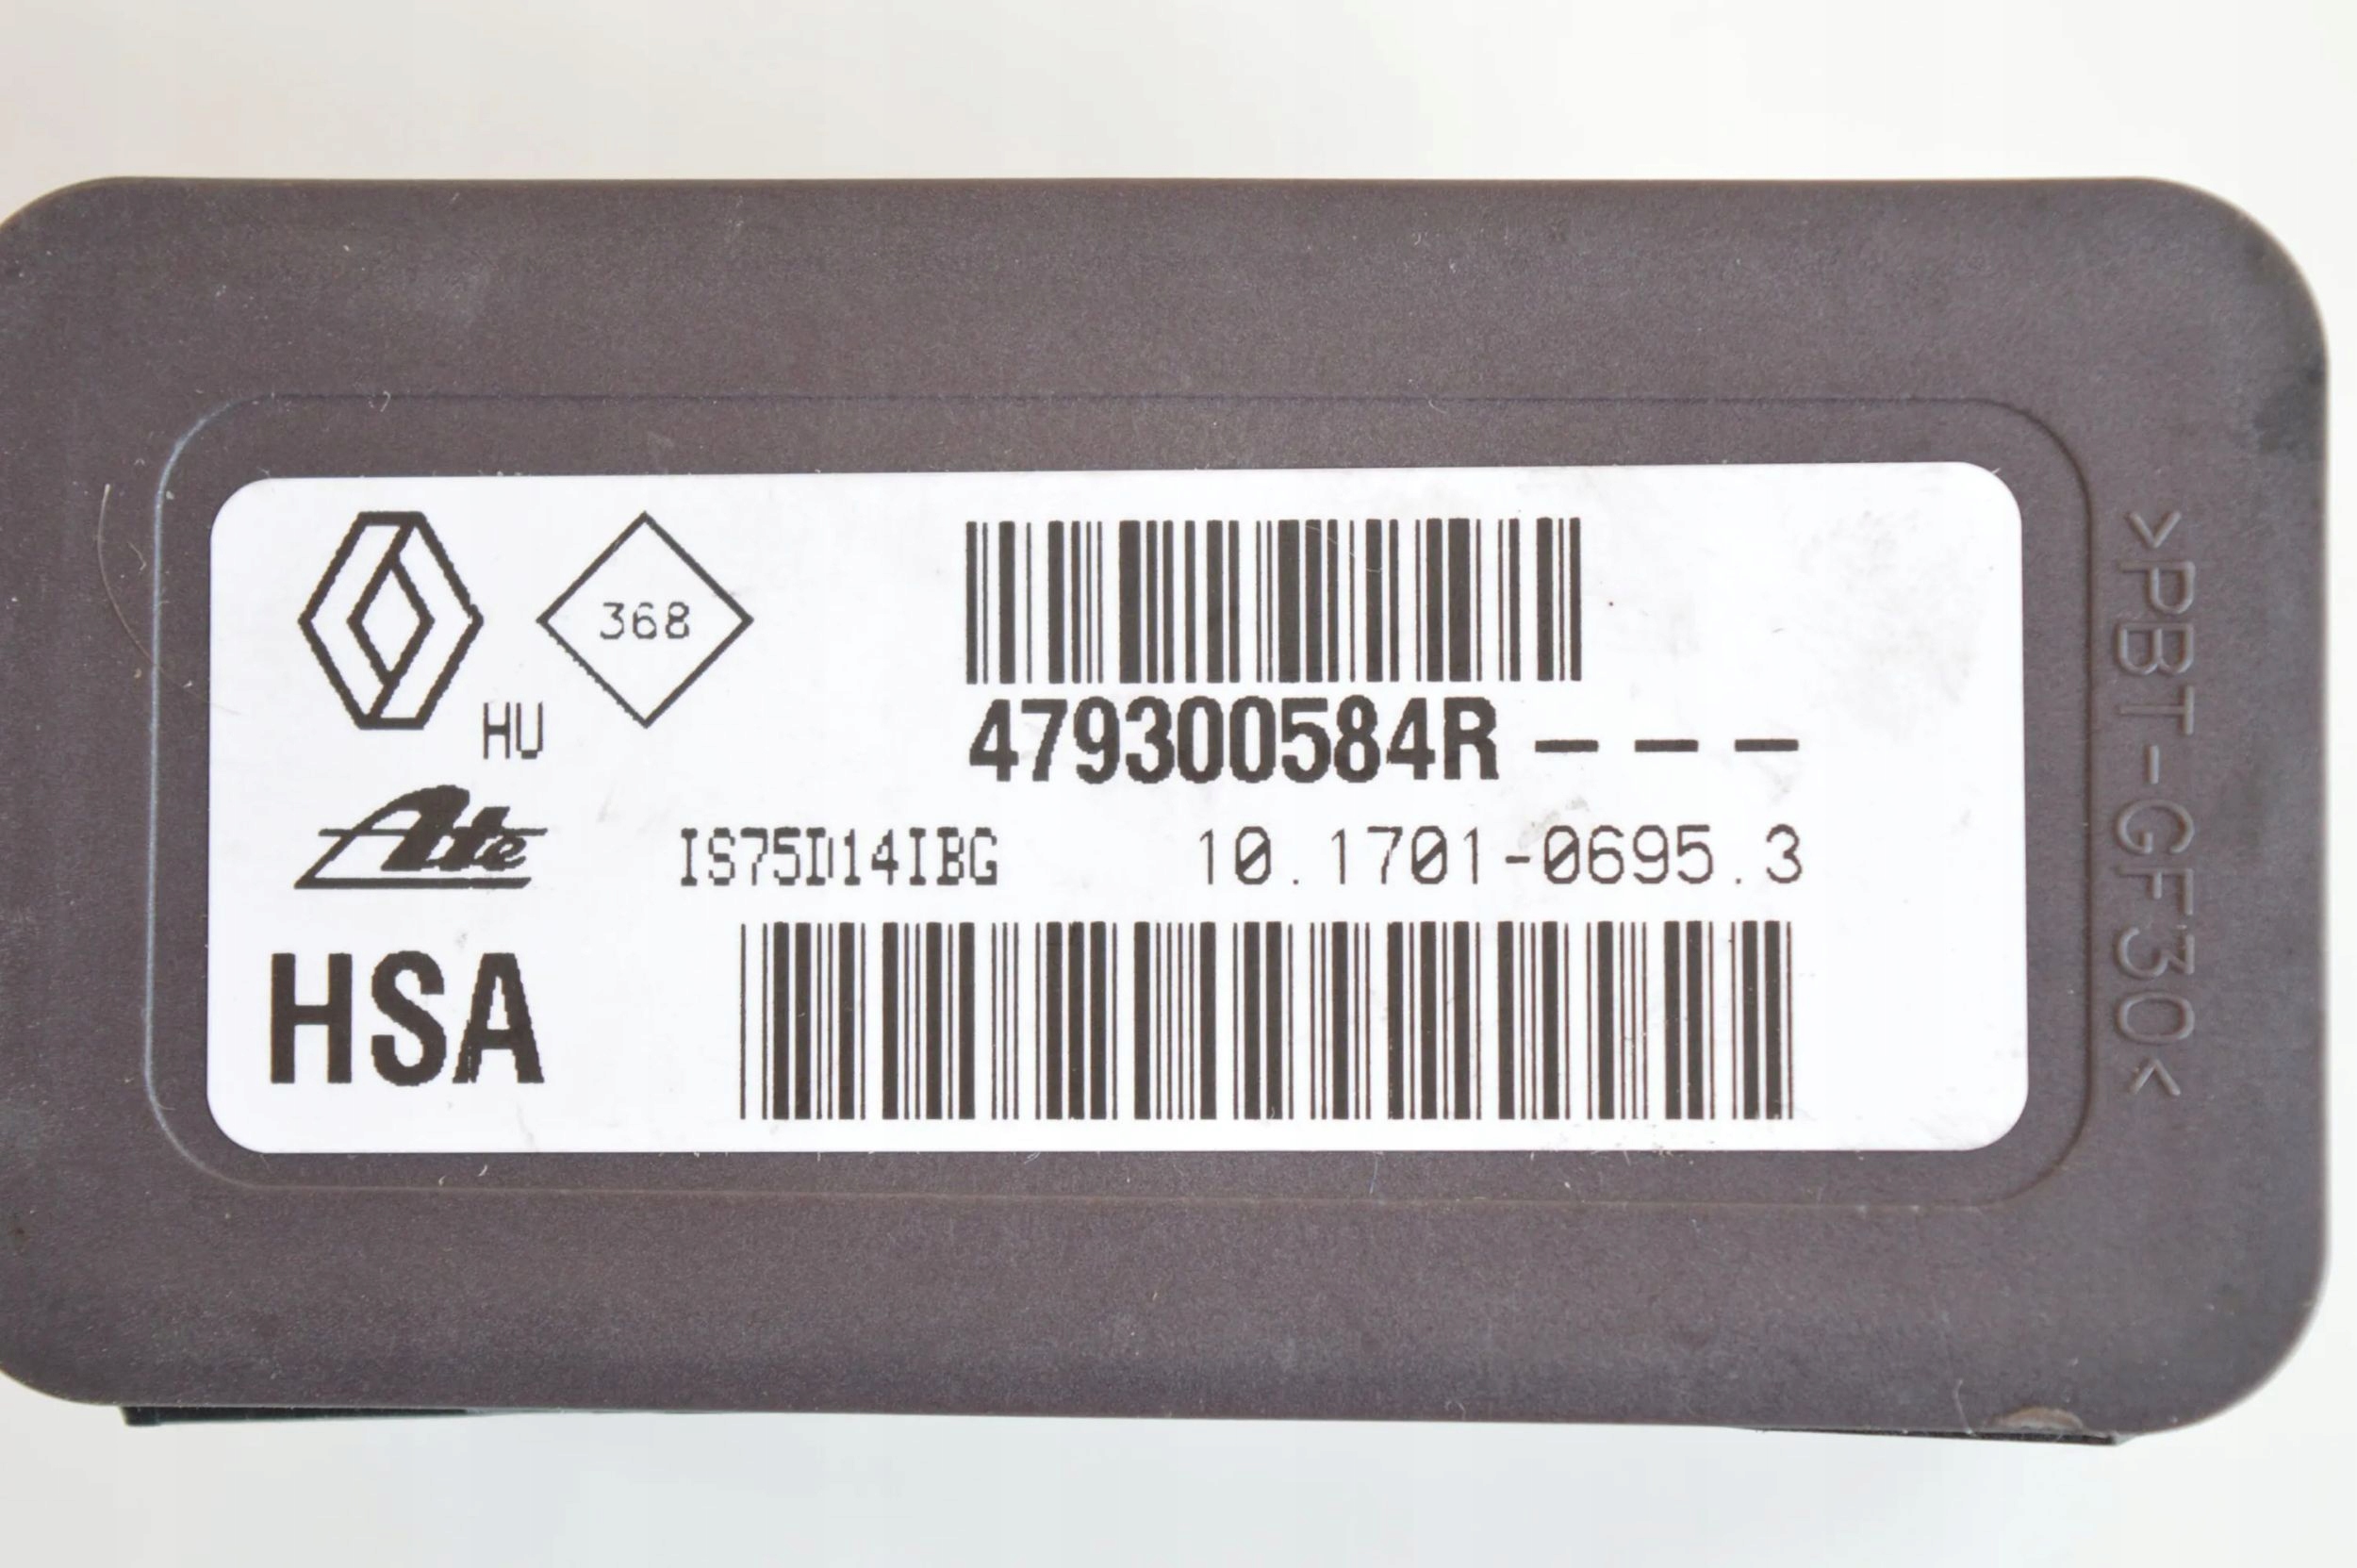 368
HU
479300584R---
Ate
IS75D14IBG 10.1701-0695.3
HSA
>PBT-GF30<